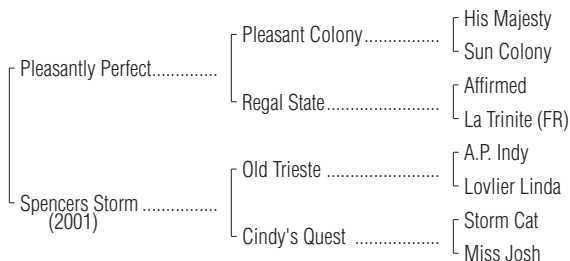 His Majesty
Pleasant Colony.................
Sun Colony
Pleasantly Perfect..............
Affirmed
Regal State........................
La Trinite (FR)
A.P. Indy
Old Trieste ........................
Lovlier Linda
Spencers Storm ................
(2001)
Storm Cat
Cindy's Quest ..................
Miss Josh